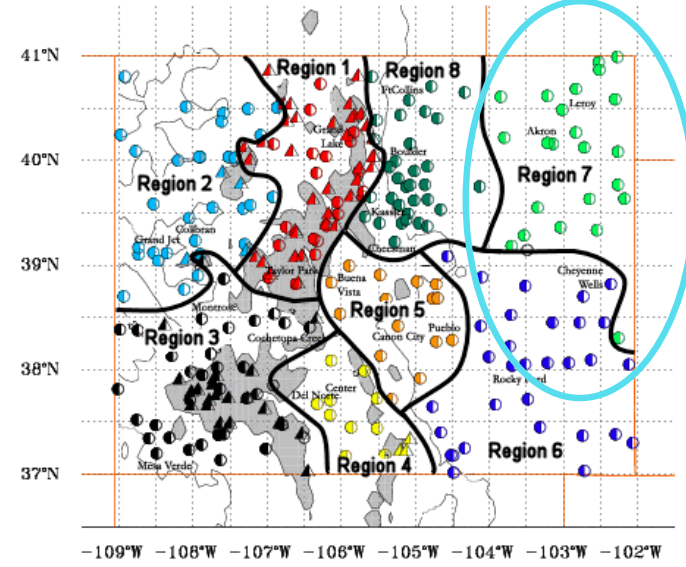 41°N
Region 1
Region 8
FtCollins
Leroy
Grand
Lake
Akron
40°N
Boulder
Region 2
Region 7
Kassler
Collbran
Grand Jct
Cheesman
39°N
Taylor Park
Buena
Vista
Cheyenne
Wells
Montrose
Region 5
Region 3
Cochetopa Creek
Canon City
Pueblo
38°N
Rocky Ford
Center
Del Norte
Region 6
Mesa Verde
Region 4
37°N
-109°W -108°W -107°W -106°W -105°W -104°W -103°W -102°W